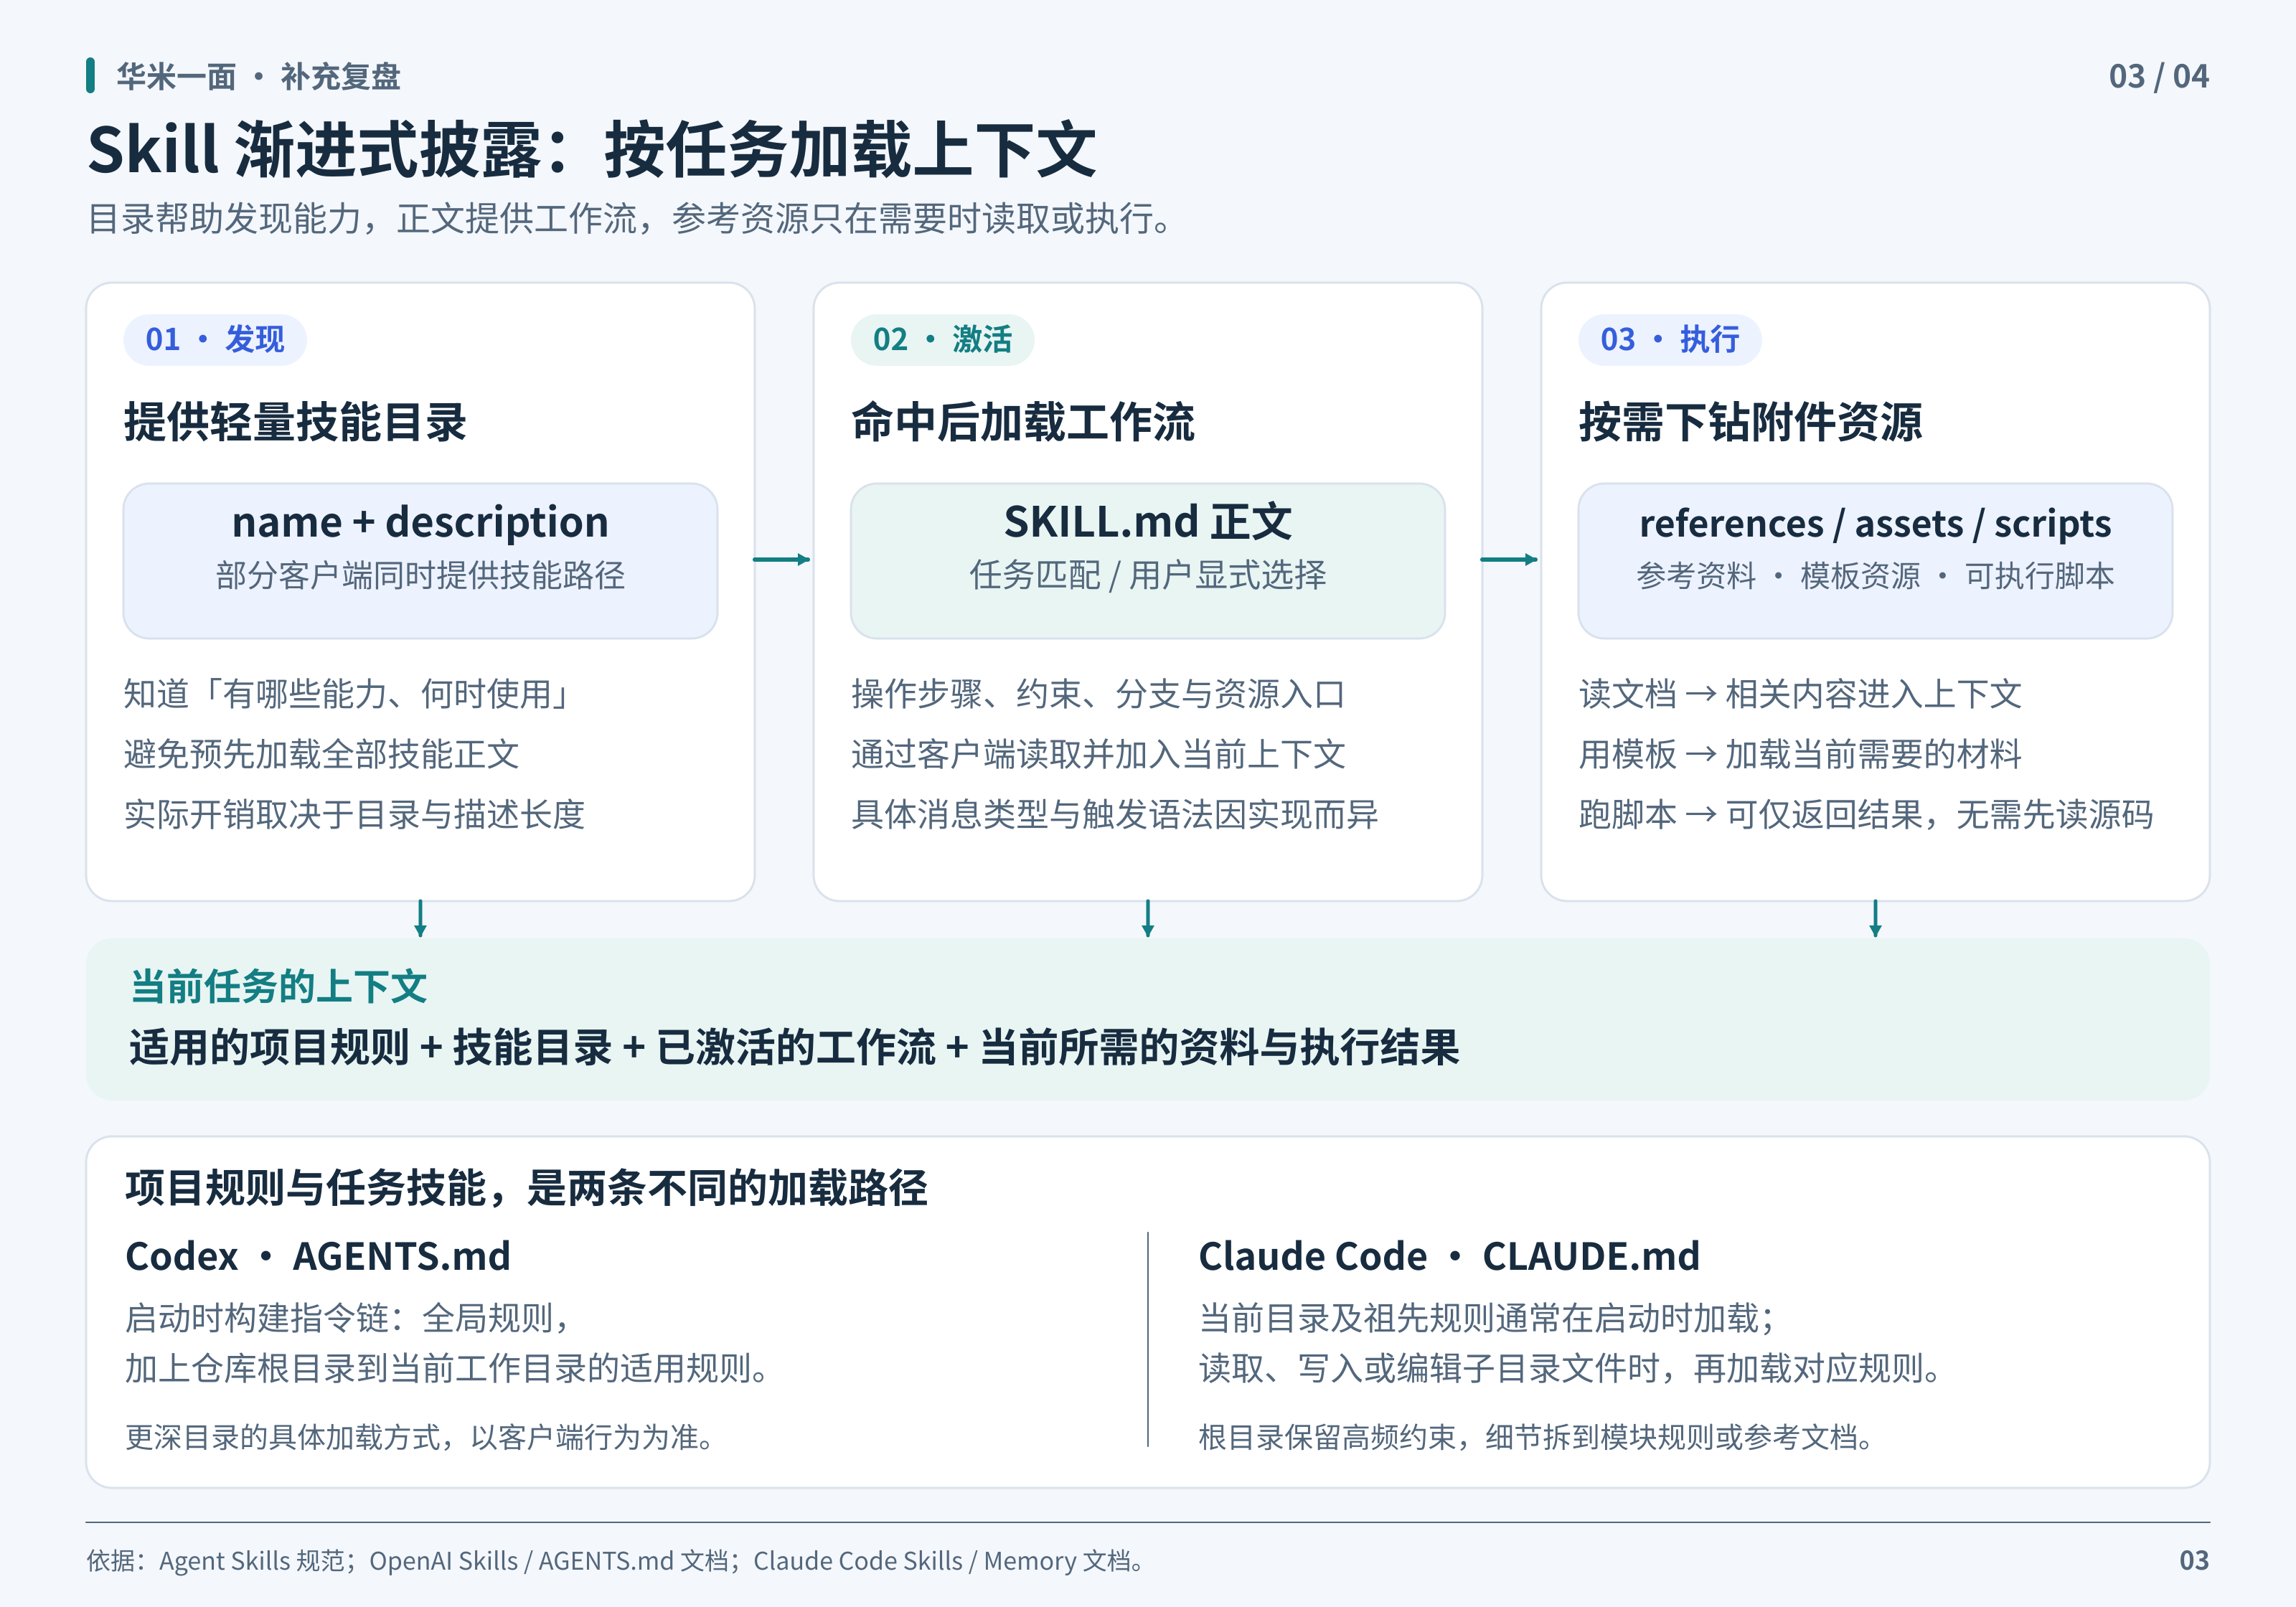 华米一面 · 补充复盘
03 / 04
Skill 渐进式披露：按任务加载上下文
目录帮助发现能力，正文提供工作流，参考资源只在需要时读取或执行。
01 · 发现
提供轻量技能目录
name + description
部分客户端同时提供技能路径
知道「有哪些能力、何时使用」
避免预先加载全部技能正文
实际开销取决于目录与描述长度
02 · 激活
命中后加载工作流
SKILL.md 正文
任务匹配 / 用户显式选择
操作步骤、约束、分支与资源入口
通过客户端读取并加入当前上下文
具体消息类型与触发语法因实现而异
03 · 执行
按需下钻附件资源
references / assets / scripts
参考资料 · 模板资源 · 可执行脚本
读文档 → 相关内容进入上下文
用模板 → 加载当前需要的材料
跑脚本 → 可仅返回结果，无需先读源码
当前任务的上下文
适用的项目规则 + 技能目录 + 已激活的工作流 + 当前所需的资料与执行结果
项目规则与任务技能，是两条不同的加载路径
Codex · AGENTS.md
启动时构建指令链：全局规则，
加上仓库根目录到当前工作目录的适用规则。
更深目录的具体加载方式，以客户端行为为准。
Claude Code · CLAUDE.md
当前目录及祖先规则通常在启动时加载；
读取、写入或编辑子目录文件时，再加载对应规则。
根目录保留高频约束，细节拆到模块规则或参考文档。
依据：Agent Skills 规范；OpenAI Skills / AGENTS.md 文档；Claude Code Skills / Memory 文档。
03